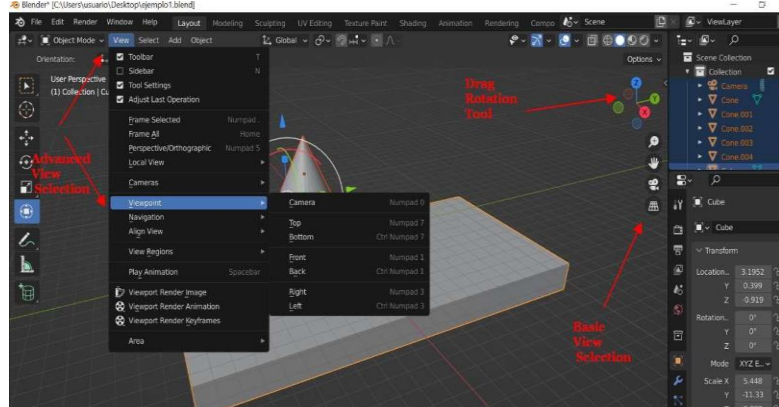 Blender* [C:\Users\usuario\Desktop\ejemplo1.blend]
File Edit Render Window Help Layout Modeling Sculpting UV Editing Texture Paint Shading Animation Rendering Compo Scene ViewLayer
Object Mode View Select Add Object Global
Orientation: Options
User Perspective
(1) Collection | Cu
Toolbar T
Sidebar N
Tool Settings
Adjust Last Operation
Frame Selected Numpad .
Frame All Home
Perspective/Orthographic Numpad 5
Local View
Cameras
Viewpoint
Navigation
Align View
View Regions
Play Animation Spacebar
Viewport Render Image
Viewport Render Animation
Viewport Render Keyframes
Area
Camera Numpad 0
Top Numpad 7
Bottom Ctrl Numpad 7
Front Numpad 1
Back Ctrl Numpad 1
Right Numpad 3
Left Ctrl Numpad 3
Advanced
View
Selection
Drag
Rotation
Tool
Z
Y
X
Basic
View
Selection
Scene Collection
Collection
Camera
Cone
Cone.001
Cone.002
Cone.003
Cone.004
Cube
Cube
Transform
Location... 3.1952
Y 0.399
Z -0.919
Rotation... 0°
Y 0°
Z 0°
Mode XYZ E...
Scale X 5.448
Y -11.33